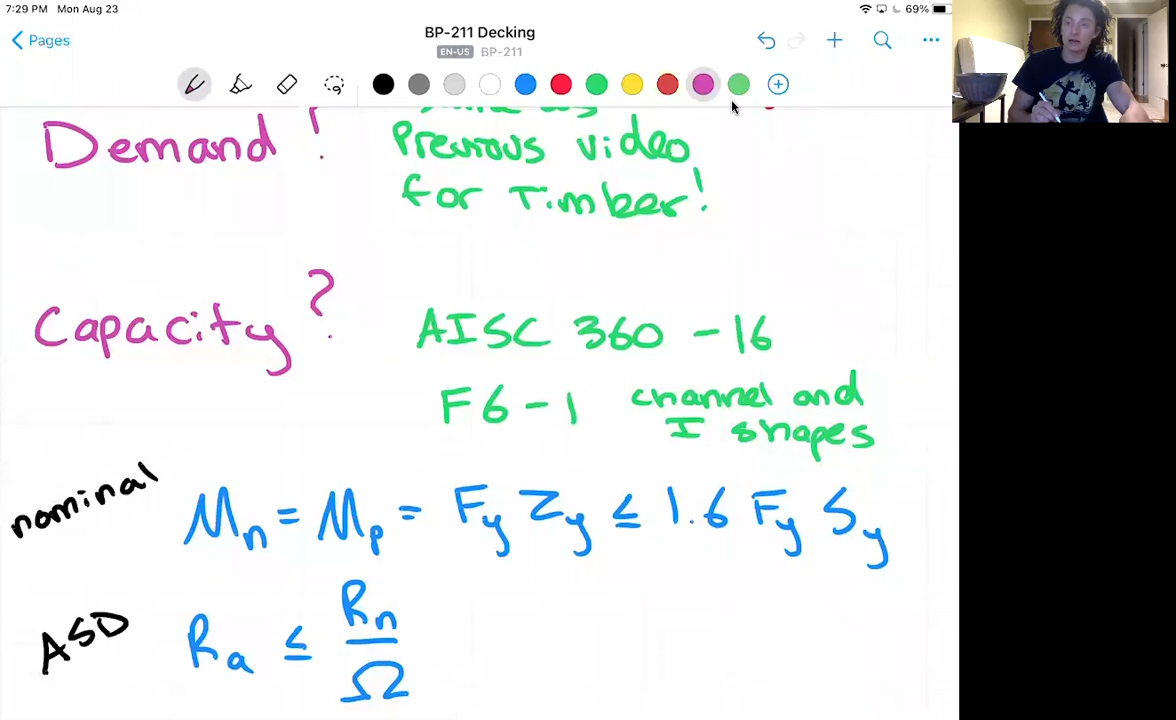 7:29 PM Mon Aug 23
69%
Pages
BP-211 Decking
EN-US BP-211
Demand?
Previous video
for Timber!
Capacity?
AISC 360 - 16
F6 - 1 channel and
I shapes
nominal Mn = Mp = Fy Zy ≤ 1.6 Fy Sy
ASD Ra ≤ Rn
Ω